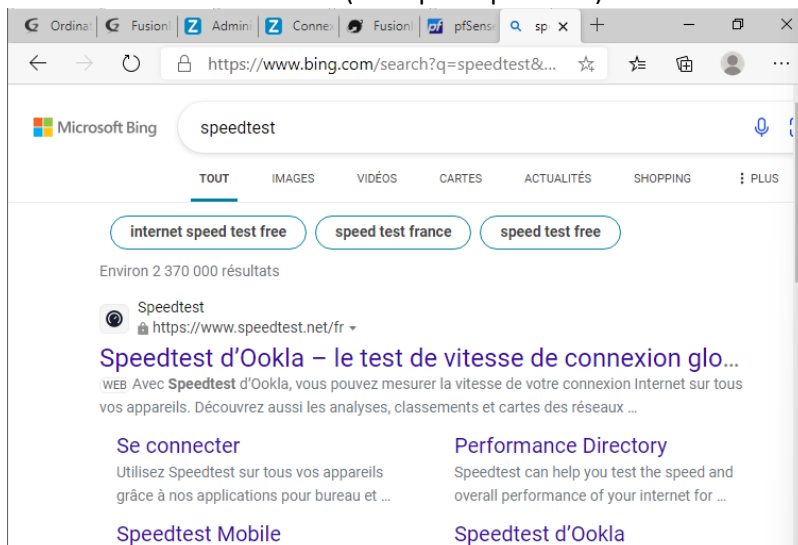 Ordinat Fusion Admini Connex Fusion pfSens sp
https://www.bing.com/search?q=speedtest&...
Microsoft Bing speedtest
TOUT IMAGES VIDÉOS CARTES ACTUALITÉS SHOPPING PLUS
internet speed test free speed test france speed test free
Environ 2 370 000 résultats
Speedtest
https://www.speedtest.net/fr
Speedtest d'Ookla – le test de vitesse de connexion glo...
WEB Avec Speedtest d'Ookla, vous pouvez mesurer la vitesse de votre connexion Internet sur tous
vos appareils. Découvrez aussi les analyses, classements et cartes des réseaux ...
Se connecter Performance Directory
Utilisez Speedtest sur tous vos appareils Speedtest can help you test the speed and
grâce à nos applications pour bureau et ... overall performance of your internet for ...
Speedtest Mobile Speedtest d'Ookla